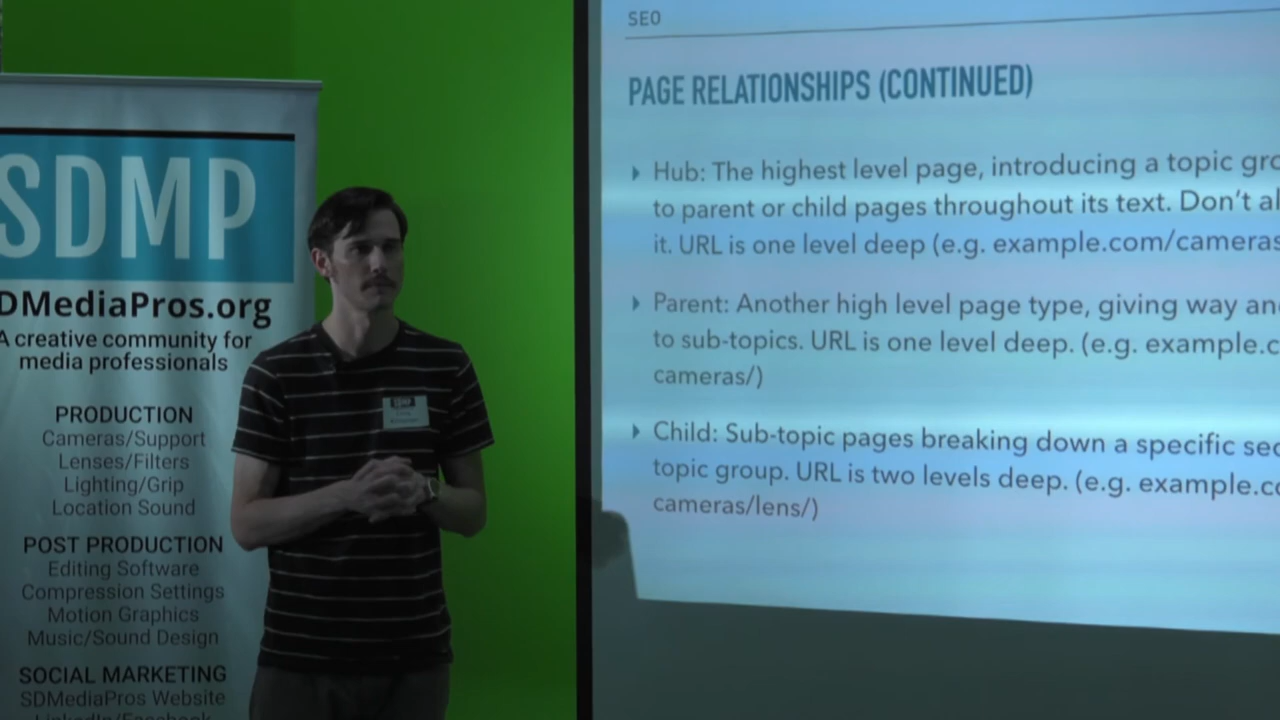 SDMP
DMediaPros.org
A creative community for
media professionals
PRODUCTION
Cameras/Support
Lenses/Filters
Lighting/Grip
Location Sound
POST PRODUCTION
Editing Software
Compression Settings
Motion Graphics
Music/Sound Design
SOCIAL MARKETING
SDMediaPros Website
LinkedIn/Facebook
SEO
PAGE RELATIONSHIPS (CONTINUED)
Hub: The highest level page, introducing a topic gro
to parent or child pages throughout its text. Don't al
it. URL is one level deep (e.g. example.com/cameras
Parent: Another high level page type, giving way an
to sub-topics. URL is one level deep. (e.g. example.c
cameras/)
Child: Sub-topic pages breaking down a specific sec
topic group. URL is two levels deep. (e.g. example.co
cameras/lens/)